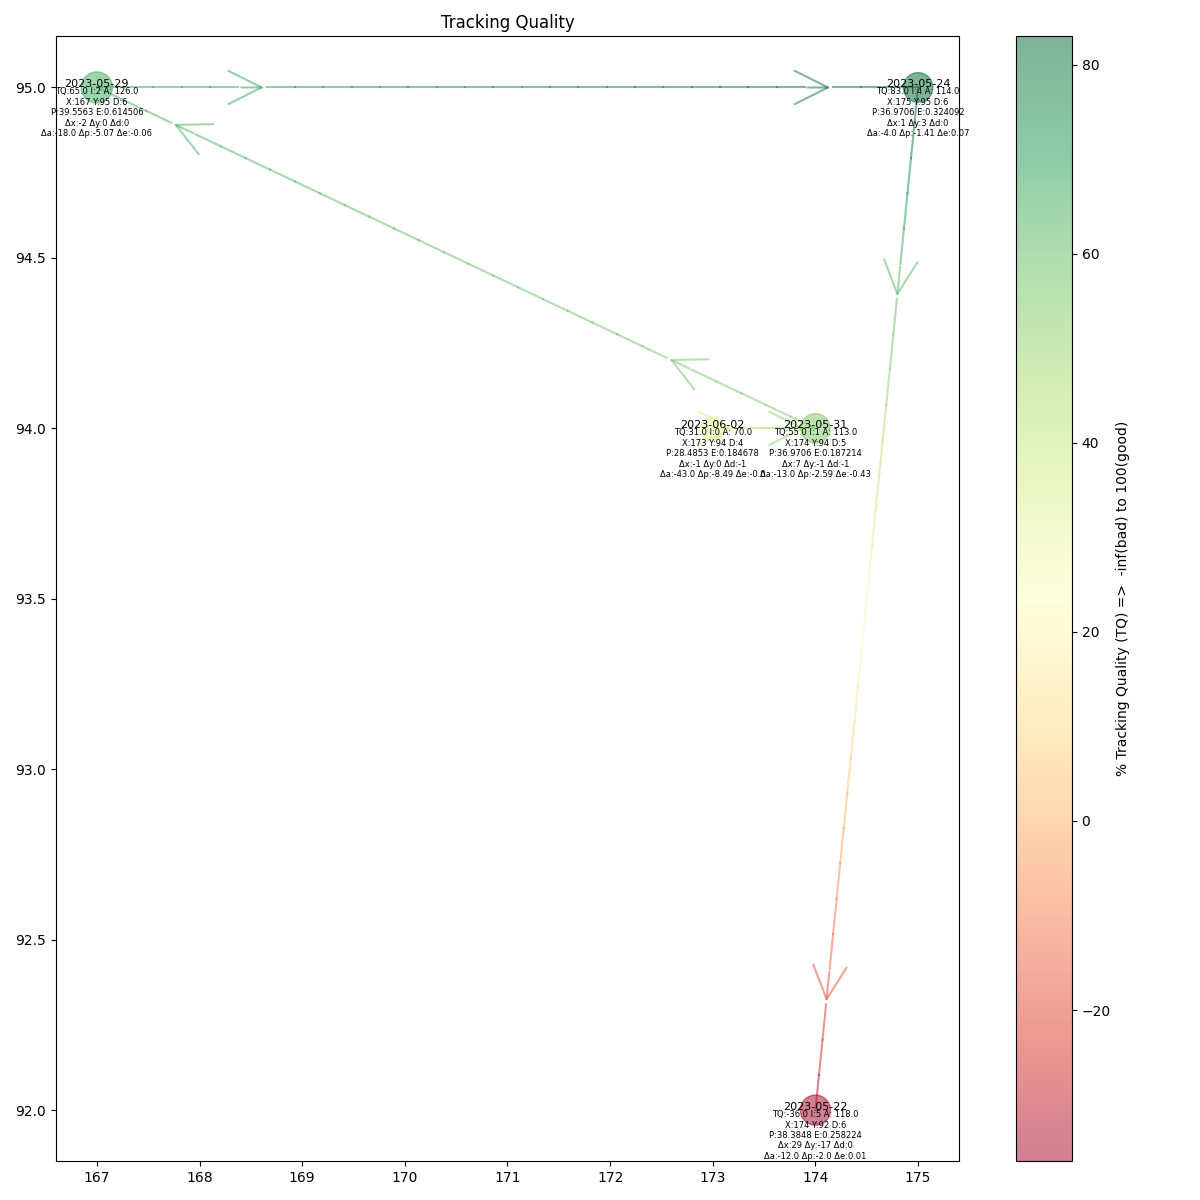 Tracking Quality
95.0
94.5
94.0
93.5
93.0
92.5
92.0
167 168 169 170 171 172 173 174 175
2023-05-29
TQ:65.0 I:2 A: 126.0
X:167 Y:95 D:6
P:39.5563 E:0.614506
Δx:-2 Δy:0 Δd:0
Δa:-18.0 Δp:-5.07 Δe:-0.06
2023-05-24
TQ:83.0 I:4 A: 114.0
X:175 Y:95 D:6
P:36.9706 E:0.324092
Δx:1 Δy:3 Δd:0
Δa:-4.0 Δp:-1.41 Δe:0.07
2023-06-02
TQ:31.0 I:0 A: 70.0
X:173 Y:94 D:4
P:28.4853 E:0.184678
Δx:-1 Δy:0 Δd:-1
Δa:-43.0 Δp:-8.49
2023-05-31
TQ:55.0 I:1 A: 113.0
X:174 Y:94 D:5
P:36.9706 E:0.187214
Δx:7 Δy:-1 Δd:-1
Δa:-13.0 Δp:-2.59 Δe:-0.43
2023-05-22
TQ:-36.0 I:5 A: 118.0
X:174 Y:92 D:6
P:38.3848 E:0.258224
Δx:29 Δy:-17 Δd:0
Δa:-12.0 Δp:-2.0 Δe:0.01
80
60
40
20
0
−20
% Tracking Quality (TQ) => -inf(bad) to 100(good)